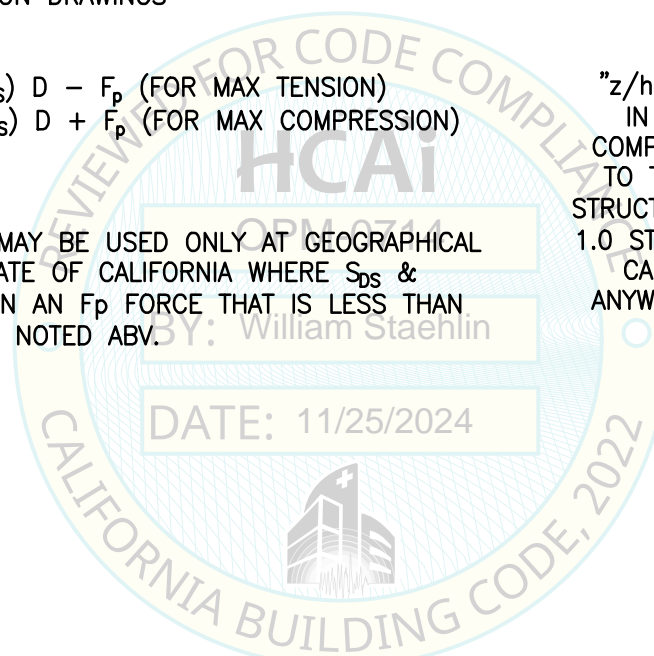 ON DRAWINGS
s) D – Fp (FOR MAX TENSION)
s) D + Fp (FOR MAX COMPRESSION)
MAY BE USED ONLY AT GEOGRAPHICAL
ATE OF CALIFORNIA WHERE SDS &
N AN Fp FORCE THAT IS LESS THAN
NOTED ABV.
"z/h
IN
COMP
TO T
STRUCT
1.0 ST
CA
ANYW
REVIEWED FOR CODE COMPLIANCE
HCAi
OPM-0714
BY: William Staehlin
DATE: 11/25/2024
CALIFORNIA BUILDING CODE, 2022